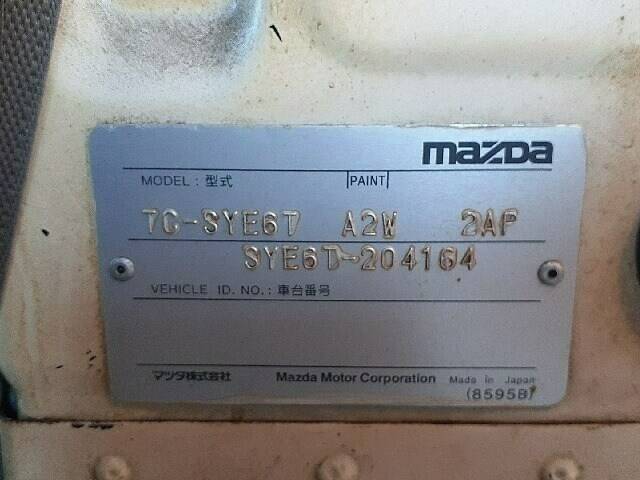 mazda
MODEL : 型式 PAINT
TC-SYE6T A2W 2AP
SYE6T-204164
VEHICLE ID. NO. : 車台番号
マツダ株式会社 Mazda Motor Corporation Made in Japan
(8595B)